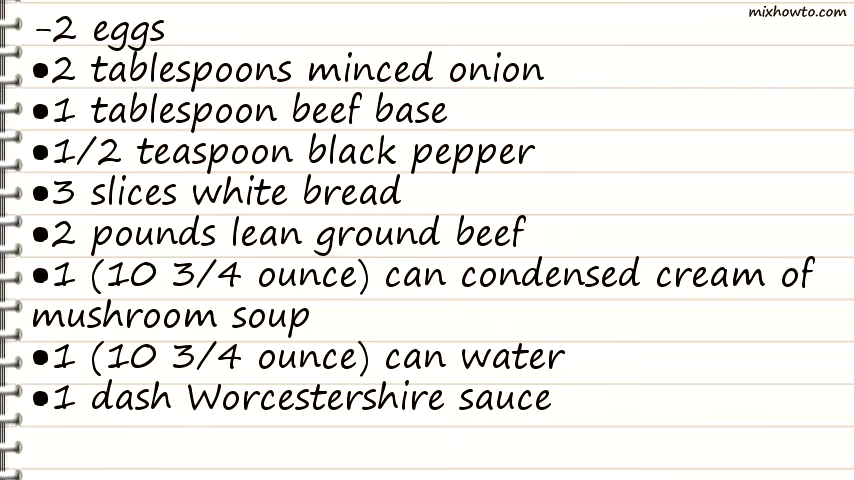 mixhowto.com
-2 eggs
•2 tablespoons minced onion
•1 tablespoon beef base
•1/2 teaspoon black pepper
•3 slices white bread
•2 pounds lean ground beef
•1 (10 3/4 ounce) can condensed cream of
mushroom soup
•1 (10 3/4 ounce) can water
•1 dash Worcestershire sauce